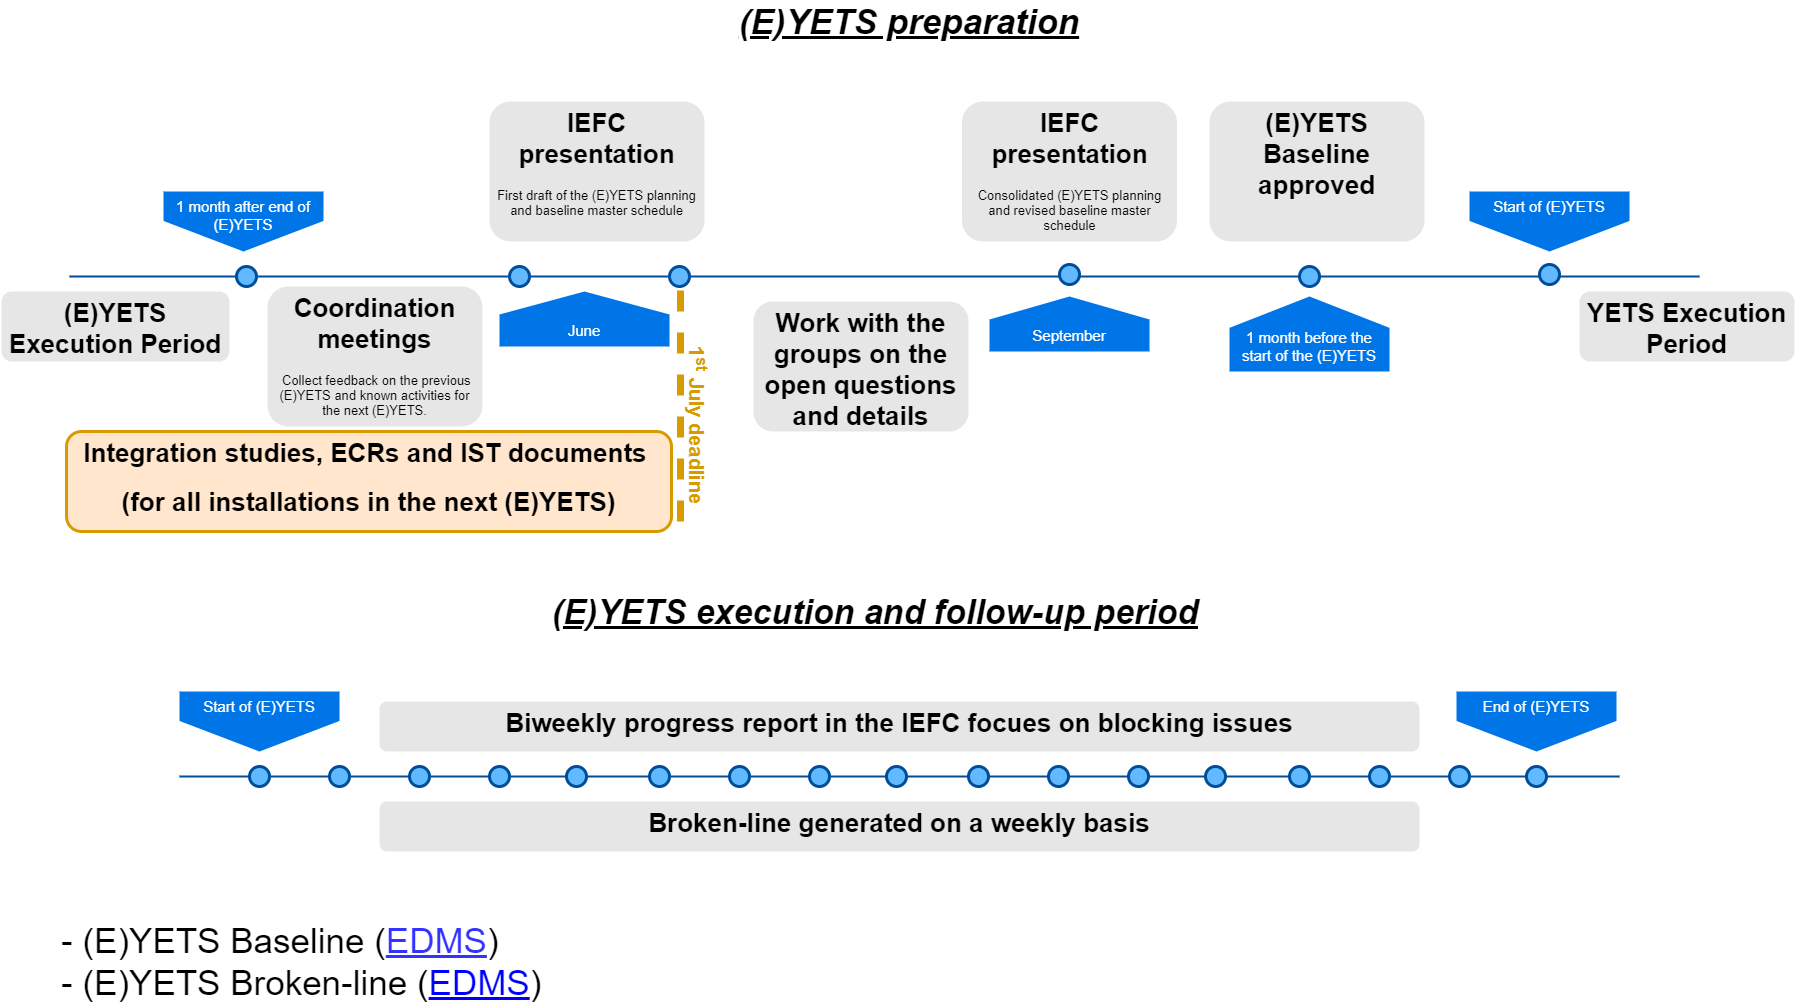 (E)YETS preparation
IEFC
presentation
First draft of the (E)YETS planning
and baseline master schedule
IEFC
presentation
Consolidated (E)YETS planning
and revised baseline master
schedule
(E)YETS
Baseline
approved
1 month after end of
(E)YETS
Start of (E)YETS
(E)YETS
Execution Period
Coordination
meetings
Collect feedback on the previous
(E)YETS and known activities for
the next (E)YETS.
June
1st July deadline
Work with the
groups on the
open questions
and details
September
1 month before the
start of the (E)YETS
YETS Execution
Period
Integration studies, ECRs and IST documents
(for all installations in the next (E)YETS)
(E)YETS execution and follow-up period
Start of (E)YETS
Biweekly progress report in the IEFC focues on blocking issues
End of (E)YETS
Broken-line generated on a weekly basis
- (E)YETS Baseline (EDMS)
- (E)YETS Broken-line (EDMS)